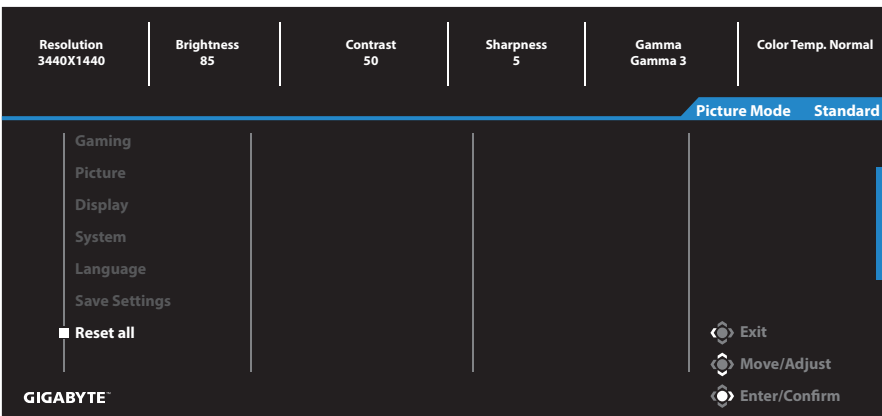 Resolution
3440X1440
Brightness
85
Contrast
50
Sharpness
5
Gamma
Gamma 3
Color Temp. Normal
Picture Mode Standard
Gaming
Picture
Display
System
Language
Save Settings
Reset all
Exit
Move/Adjust
Enter/Confirm
GIGABYTE™